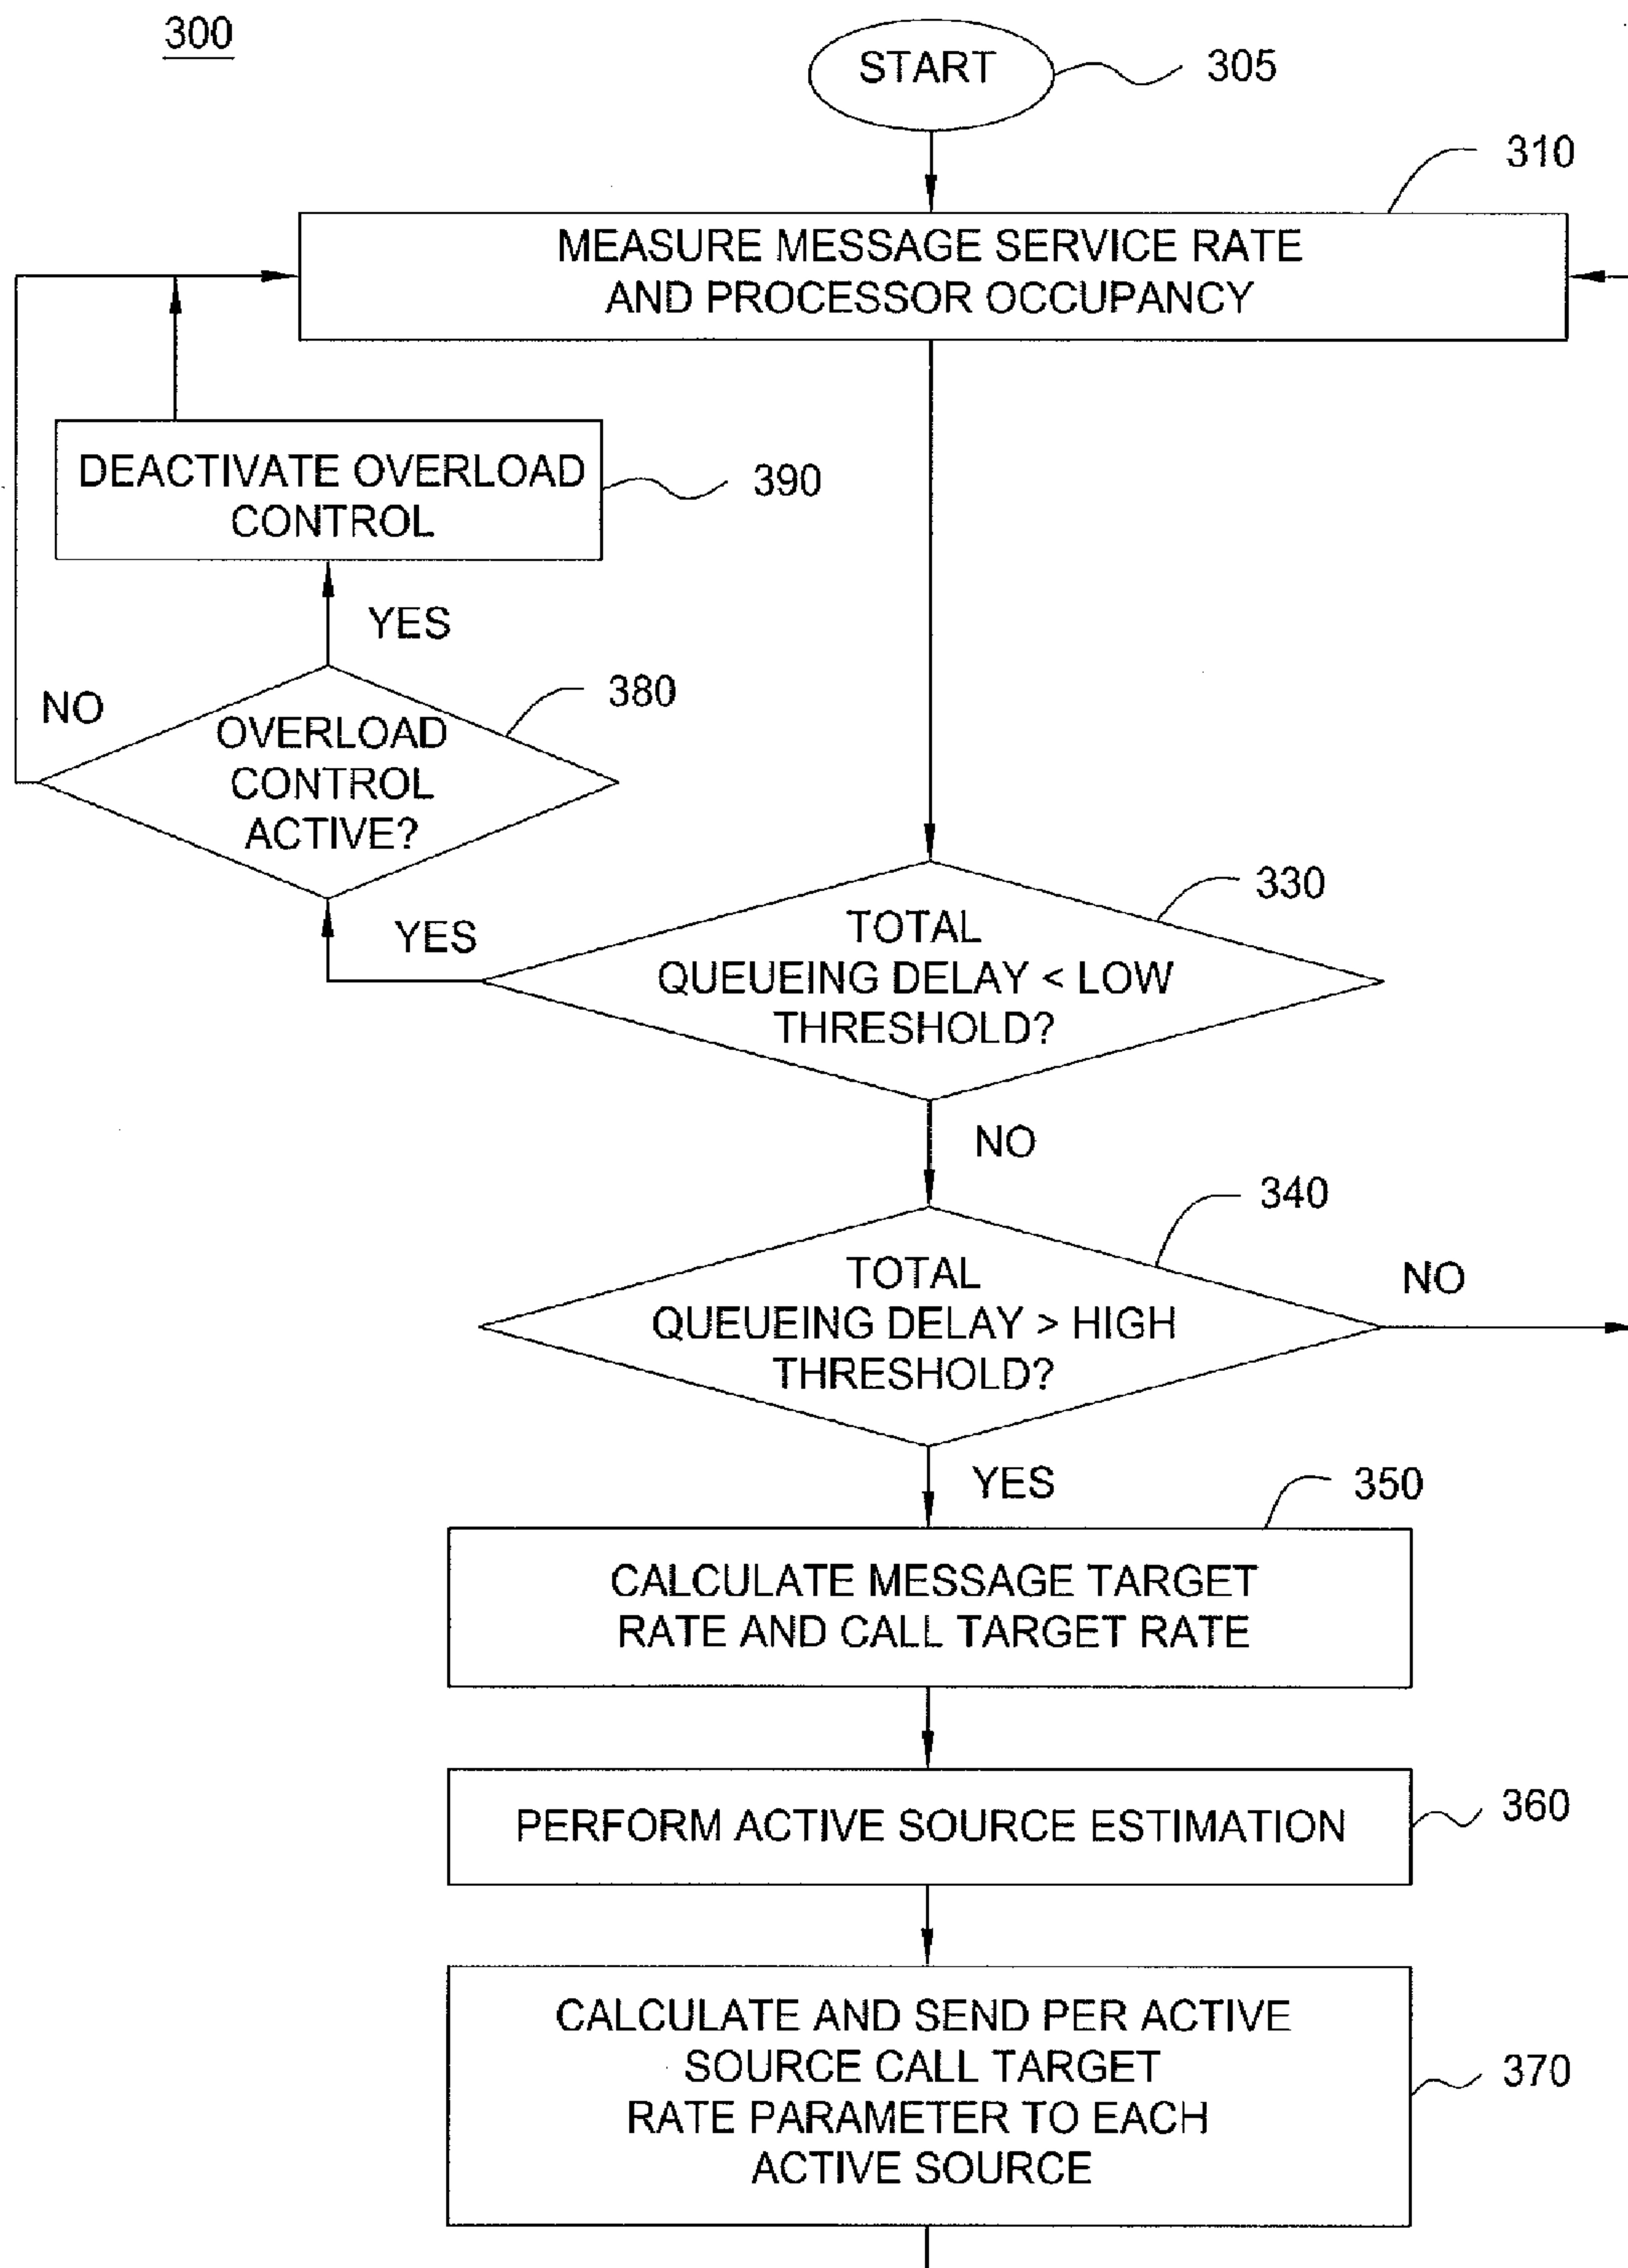 300
START
305
310
MEASURE MESSAGE SERVICE RATE
AND PROCESSOR OCCUPANCY
DEACTIVATE OVERLOAD
CONTROL
390
YES
380
NO
OVERLOAD
CONTROL
ACTIVE?
330
YES
TOTAL
QUEUEING DELAY < LOW
THRESHOLD?
NO
340
TOTAL
QUEUEING DELAY > HIGH
THRESHOLD?
NO
YES
350
CALCULATE MESSAGE TARGET
RATE AND CALL TARGET RATE
PERFORM ACTIVE SOURCE ESTIMATION
360
CALCULATE AND SEND PER ACTIVE
SOURCE CALL TARGET
RATE PARAMETER TO EACH
ACTIVE SOURCE
370